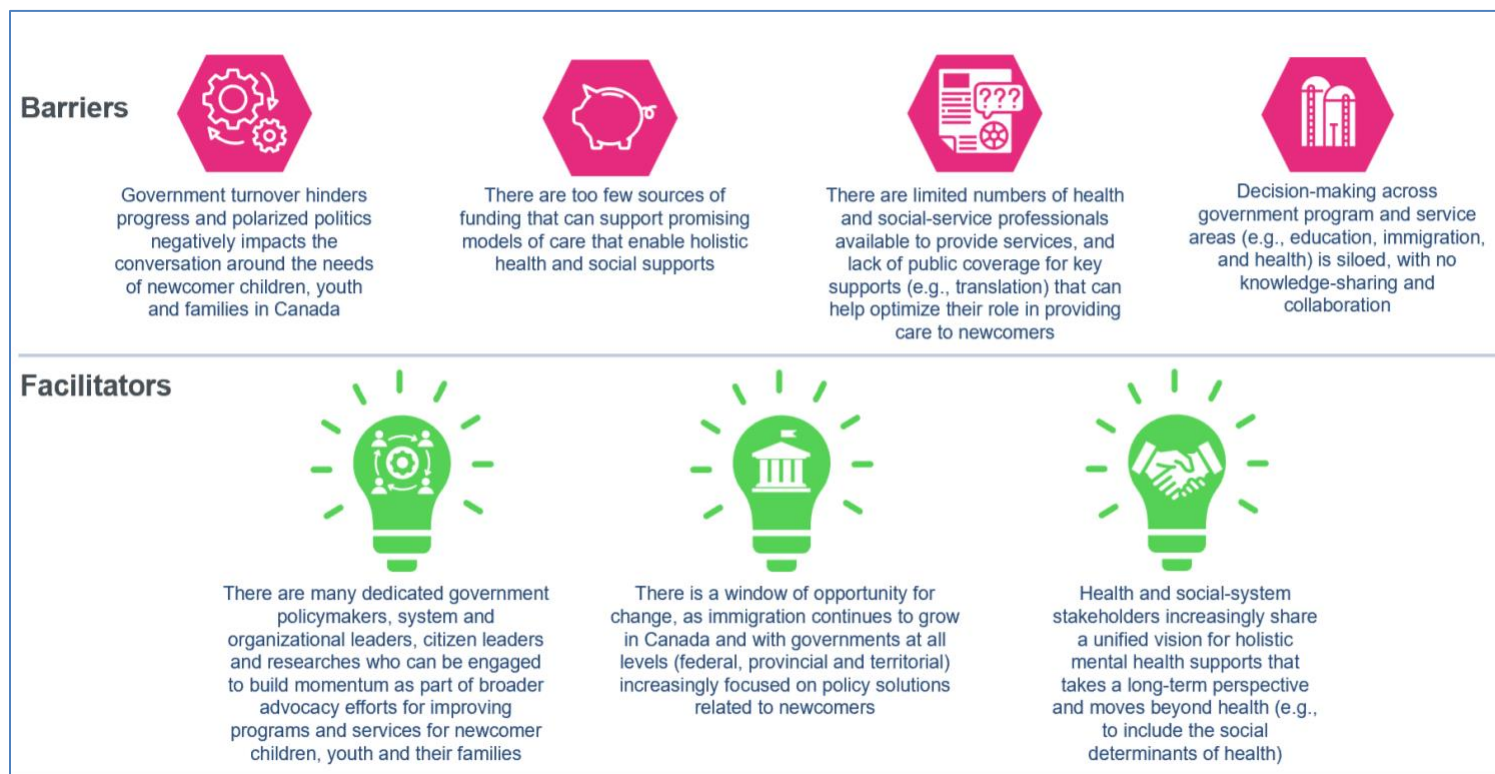 Barriers
???
Government turnover hinders
progress and polarized politics
negatively impacts the
conversation around the needs
of newcomer children, youth
and families in Canada
There are too few sources of
funding that can support promising
models of care that enable holistic
health and social supports
There are limited numbers of health
and social-service professionals
available to provide services, and
lack of public coverage for key
supports (e.g., translation) that can
help optimize their role in providing
care to newcomers
Decision-making across
government program and service
areas (e.g., education, immigration,
and health) is siloed, with no
knowledge-sharing and
collaboration
Facilitators
There are many dedicated government
policymakers, system and
organizational leaders, citizen leaders
and researches who can be engaged
to build momentum as part of broader
advocacy efforts for improving
programs and services for newcomer
children, youth and their families
There is a window of opportunity for
change, as immigration continues to grow
in Canada and with governments at all
levels (federal, provincial and territorial)
increasingly focused on policy solutions
related to newcomers
Health and social-system
stakeholders increasingly share
a unified vision for holistic
mental health supports that
takes a long-term perspective
and moves beyond health (e.g.,
to include the social
determinants of health)